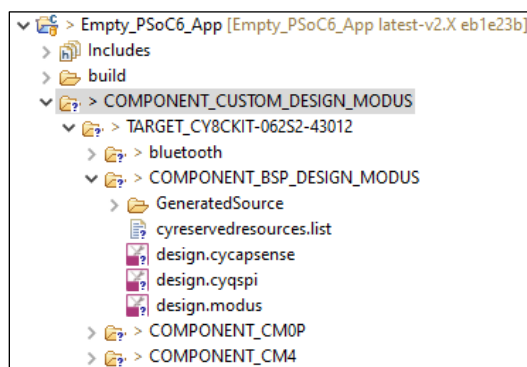 > Empty_PSoC6_App [Empty_PSoC6_BSP_App latest-v2.X eb1e23b]
Includes
build
> COMPONENT_CUSTOM_DESIGN_MODUS
> TARGET_CY8CKIT-062S2-43012
> bluetooth
> COMPONENT_BSP_DESIGN_MODUS
GeneratedSource
cyreservedresources.list
design.cycapsense
design.cyqspi
design.modus
> COMPONENT_CM0P
> COMPONENT_CM4